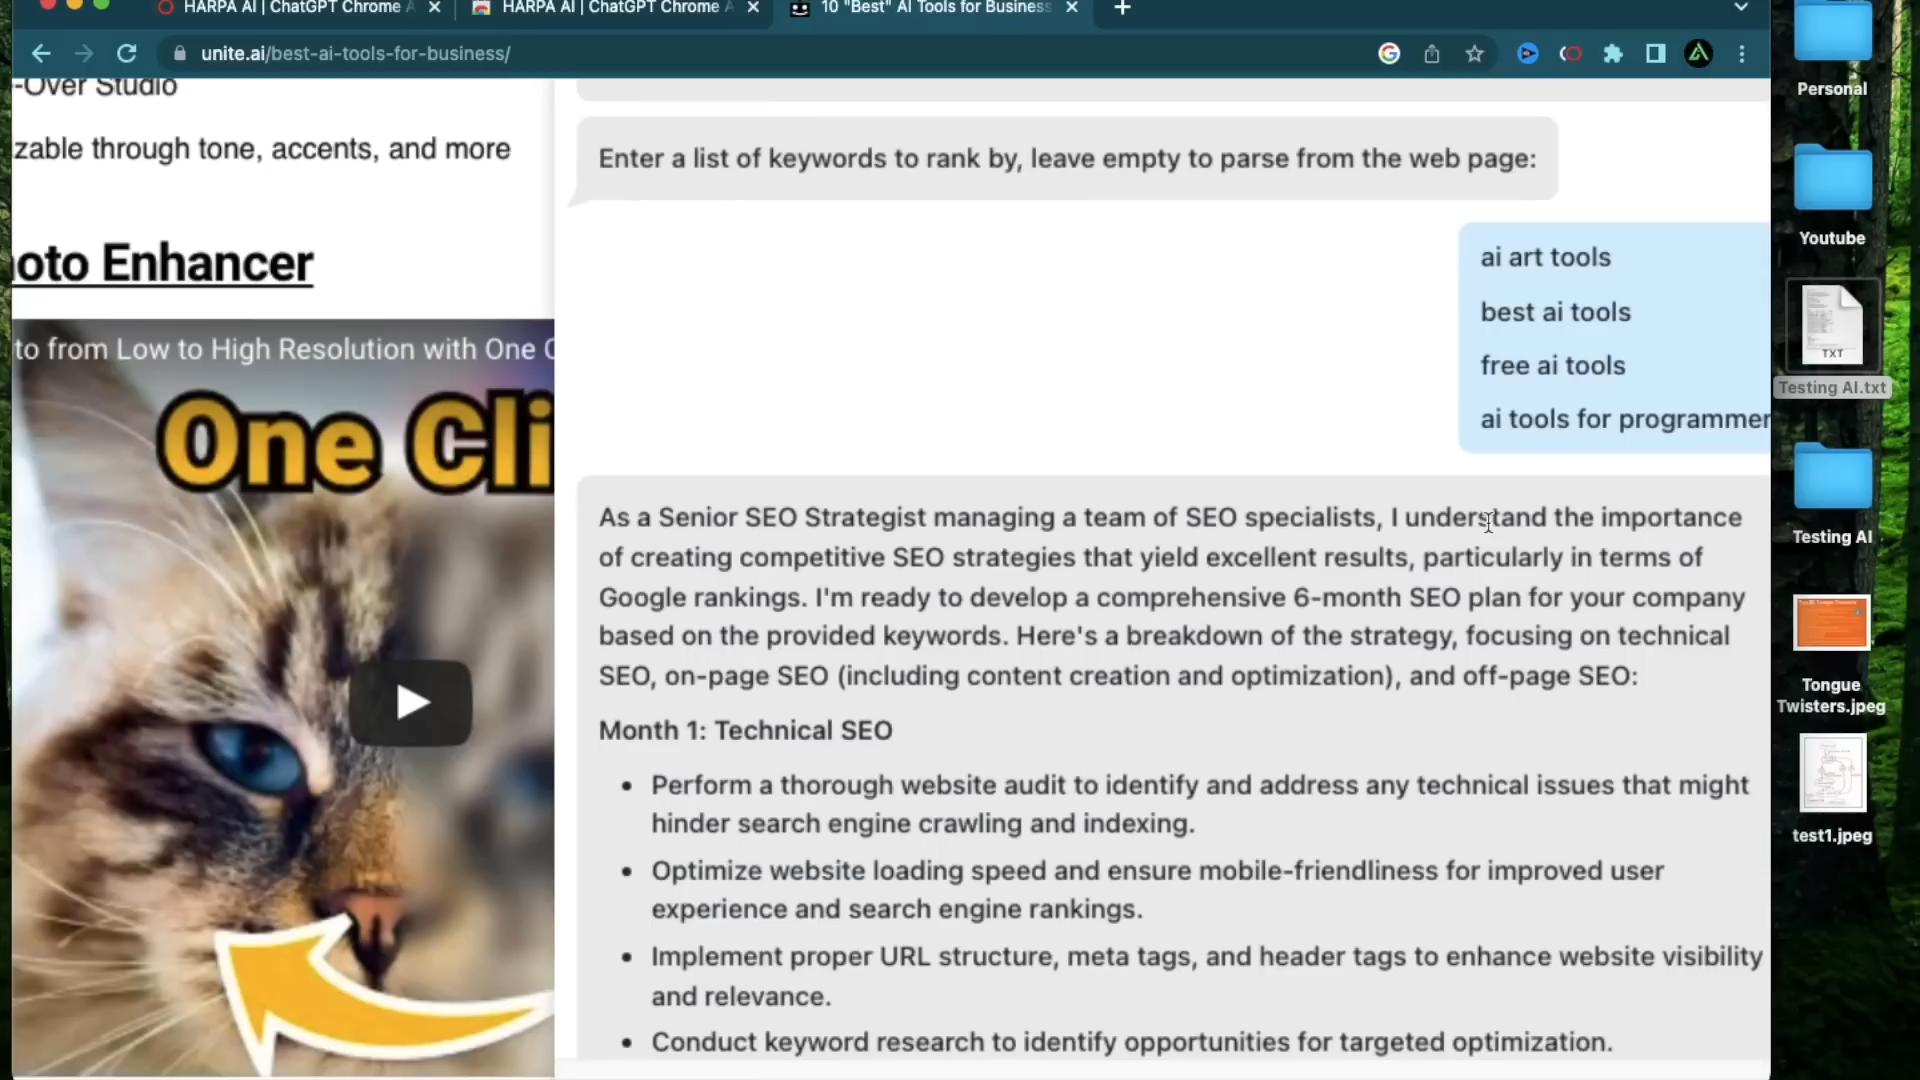 HARPA AI | ChatGPT Chrome A
HARPA AI | ChatGPT Chrome A
10 "Best" AI Tools for Business
unite.ai/best-ai-tools-for-business/
-Over Studio
zable through tone, accents, and more
oto Enhancer
to from Low to High Resolution with One C
One Cli
Enter a list of keywords to rank by, leave empty to parse from the web page:
ai art tools
best ai tools
free ai tools
ai tools for programmer
As a Senior SEO Strategist managing a team of SEO specialists, I understand the importance
of creating competitive SEO strategies that yield excellent results, particularly in terms of
Google rankings. I'm ready to develop a comprehensive 6-month SEO plan for your company
based on the provided keywords. Here's a breakdown of the strategy, focusing on technical
SEO, on-page SEO (including content creation and optimization), and off-page SEO:
Month 1: Technical SEO
• Perform a thorough website audit to identify and address any technical issues that might
hinder search engine crawling and indexing.
• Optimize website loading speed and ensure mobile-friendliness for improved user
experience and search engine rankings.
• Implement proper URL structure, meta tags, and header tags to enhance website visibility
and relevance.
• Conduct keyword research to identify opportunities for targeted optimization.
Personal
Youtube
TXT
Testing AI.txt
Testing AI
Tongue
Twisters.jpeg
test1.jpeg